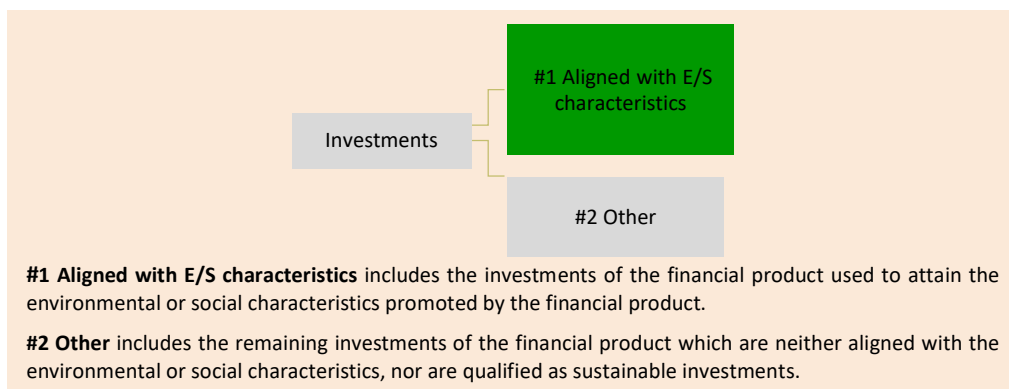 #1 Aligned with E/S
characteristics
Investments
#2 Other
#1 Aligned with E/S characteristics includes the investments of the financial product used to attain the
environmental or social characteristics promoted by the financial product.
#2 Other includes the remaining investments of the financial product which are neither aligned with the
environmental or social characteristics, nor are qualified as sustainable investments.